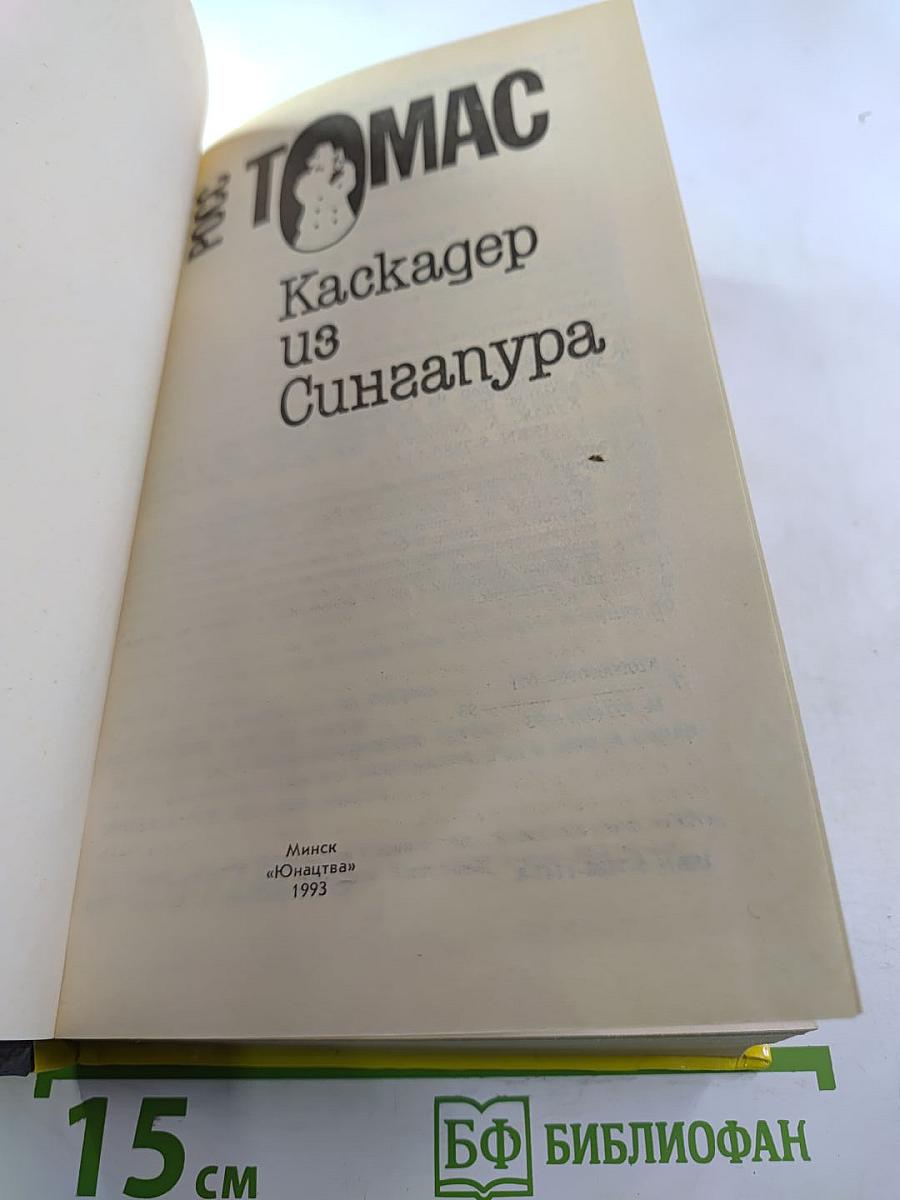 РОСС ТОМАС
Каскадер
из
Сингапура
Минск
«Юнацтва»
1993
15 см
БФ БИБЛИОФАН